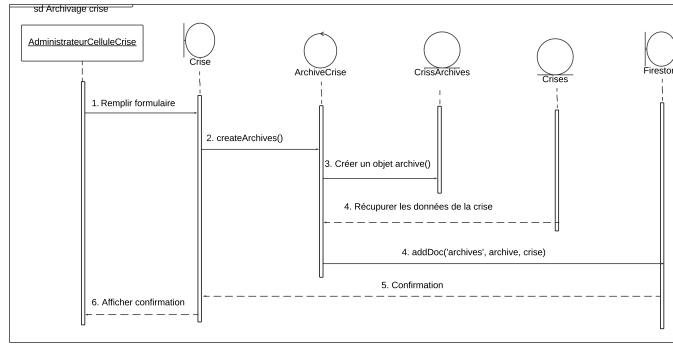 sd Archivage crise
AdministrateurCelluleCrise
Crise
ArchiveCrise
CrissArchives
Crises
Firestor
1. Remplir formulaire
2. createArchives()
3. Créer un objet archive()
4. Récupurer les données de la crise
4. addDoc('archives', archive, crise)
5. Confirmation
6. Afficher confirmation